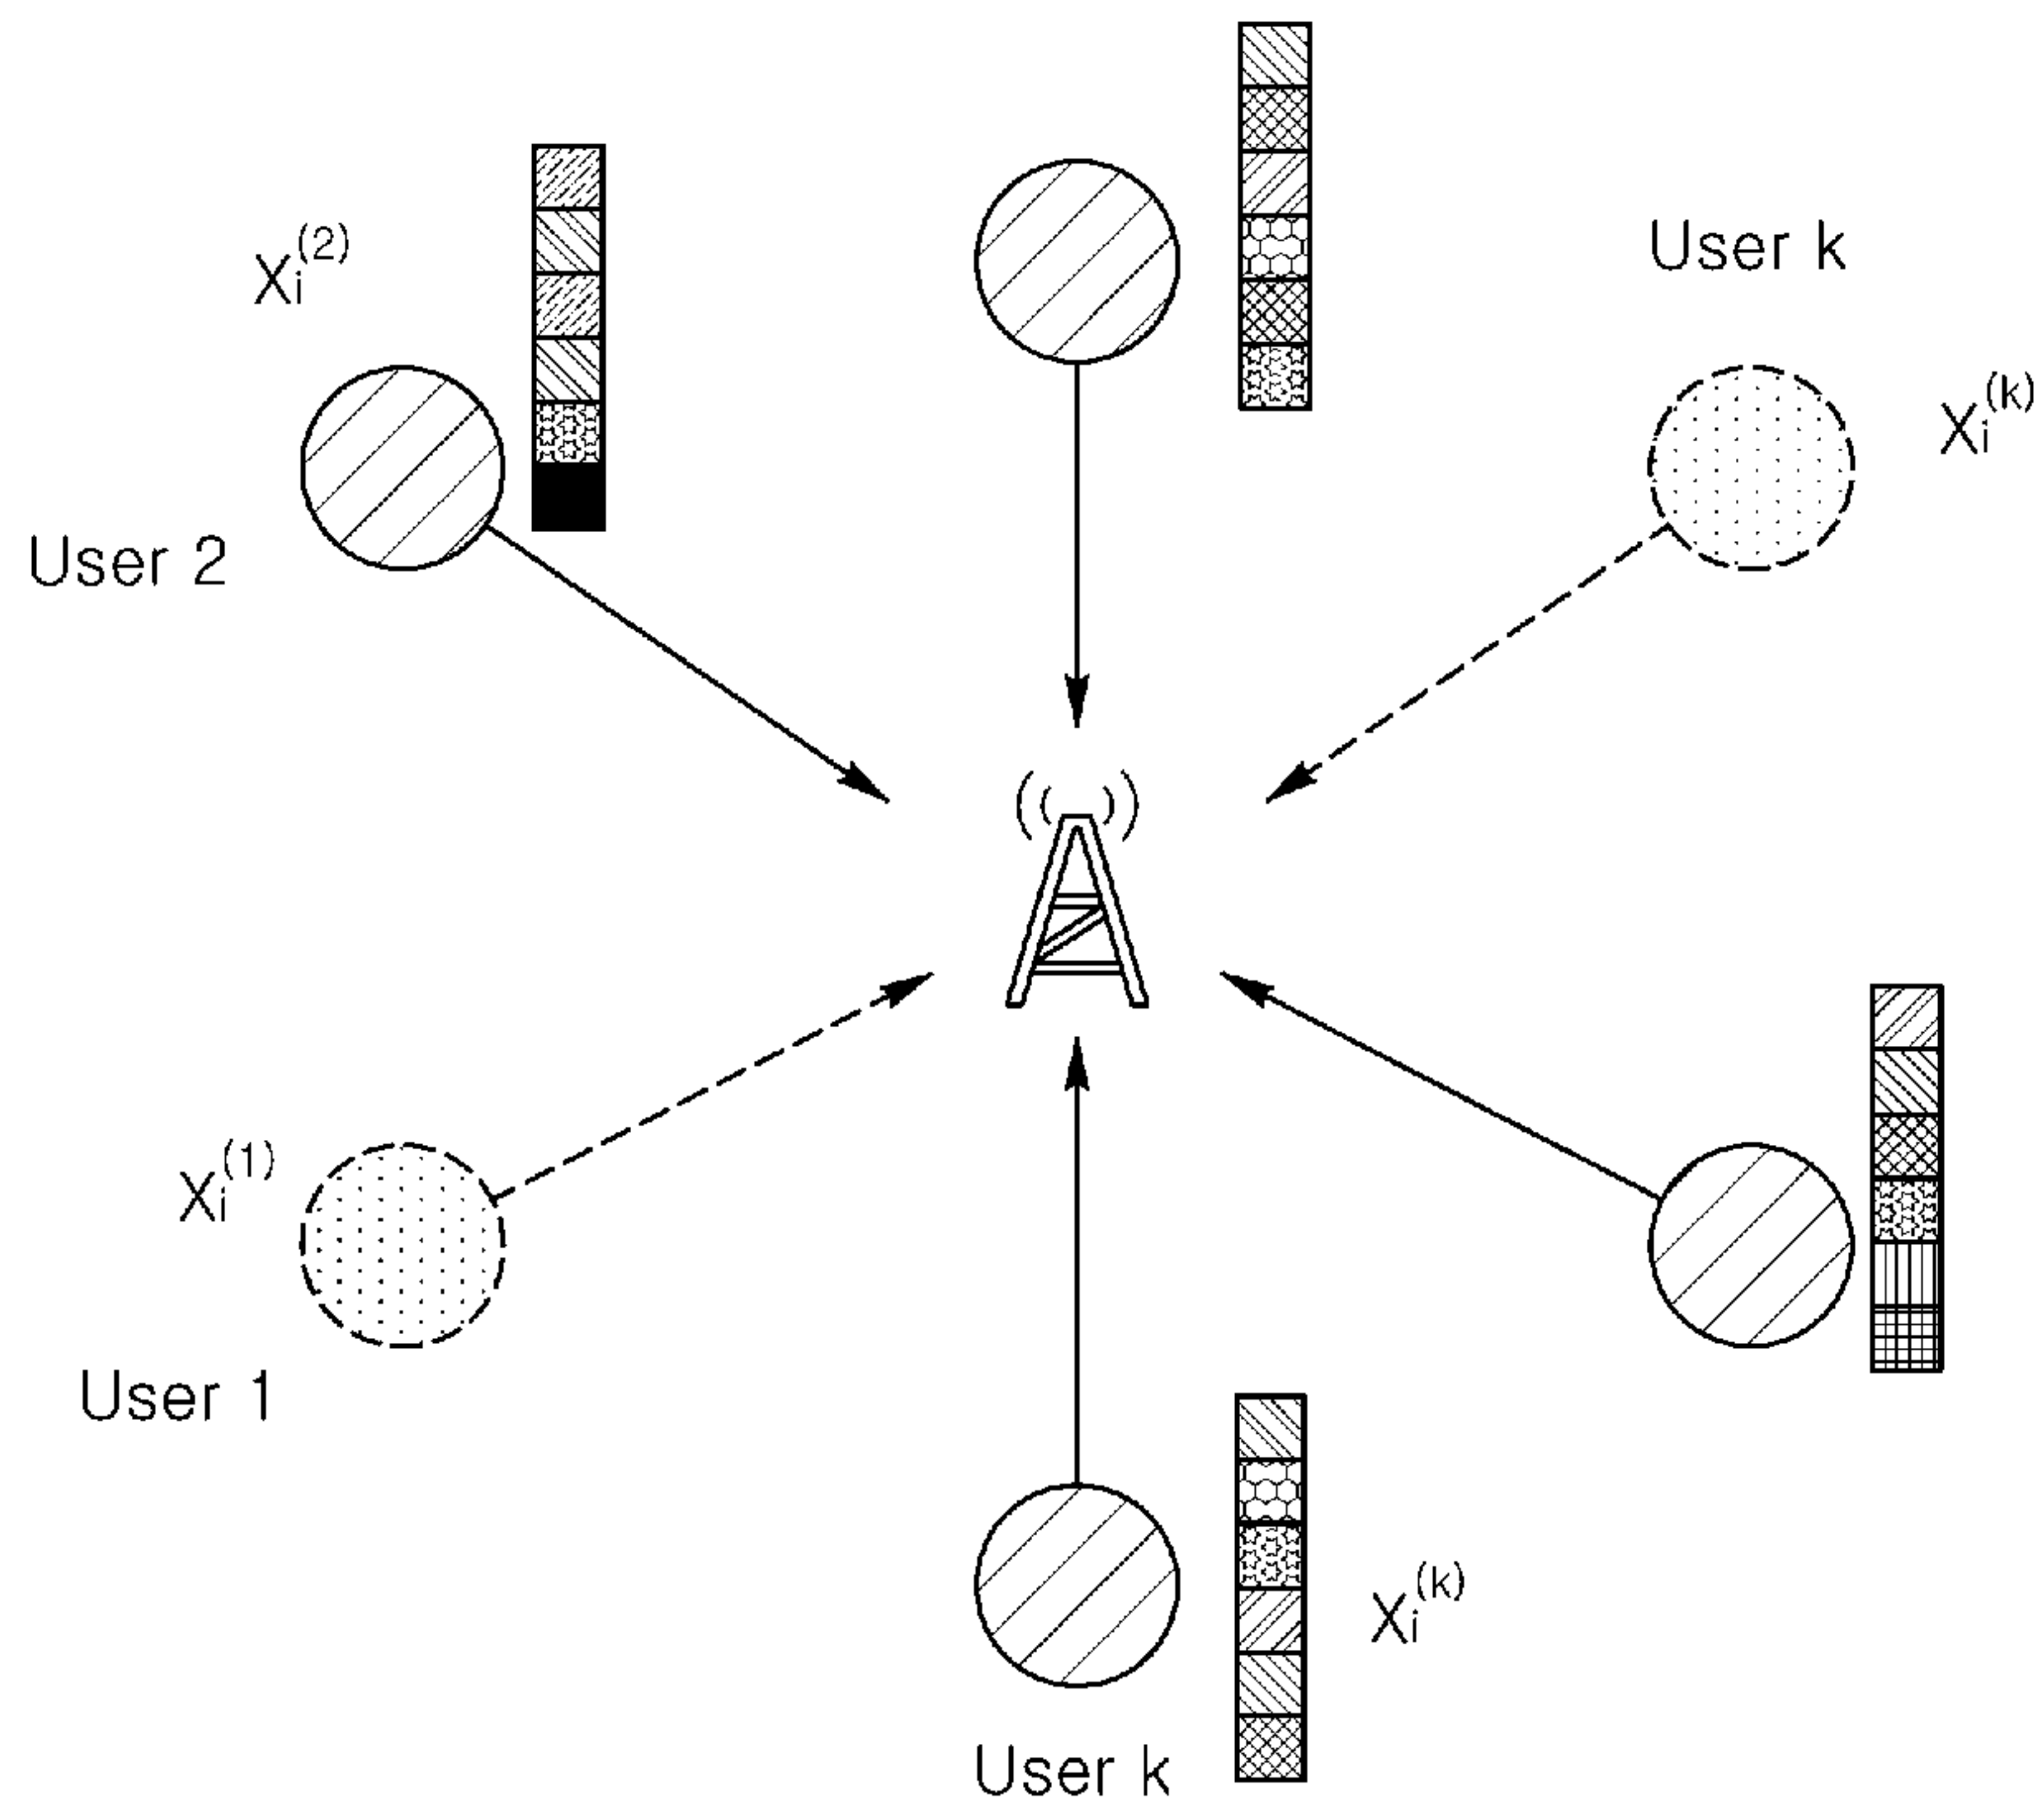 Xi(2)
User k
Xi(k)
User 2
Xi(1)
User 1
Xi(k)
User k